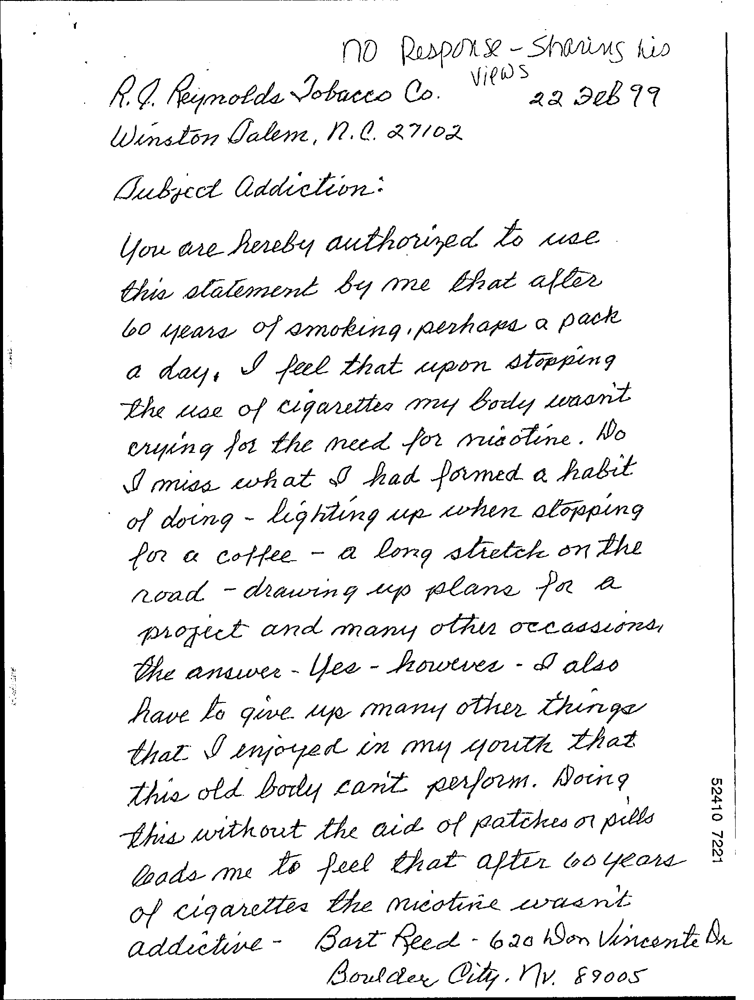 no Response - Sharing his
views
R.J. Reynolds Tobacco Co.
22 Feb 99
Winston Salem, N.C. 27102
Subject Addiction:
You are hereby authorized to use
this statement by me that after
60 years of smoking, perhaps a pack
a day, I feel that upon stopping
the use of cigarettes my body wasn't
crying for the need for nicotine. Do
I miss what I had formed a habit
of doing - lighting up when stopping
for a coffee - a long stretch on the
road - drawing up plans for a
project and many other occassions,
the answer - Yes - however - I also
have to give up many other things
that I enjoyed in my youth that
this old body can't perform. Doing
this without the aid of patches or pills
leads me to feel that after 60 years
of cigarettes the nicotine wasn't
addictive - Bart Reed - 620 Don Vincente Dr
Boulder City. Nv. 89005
52410 7221